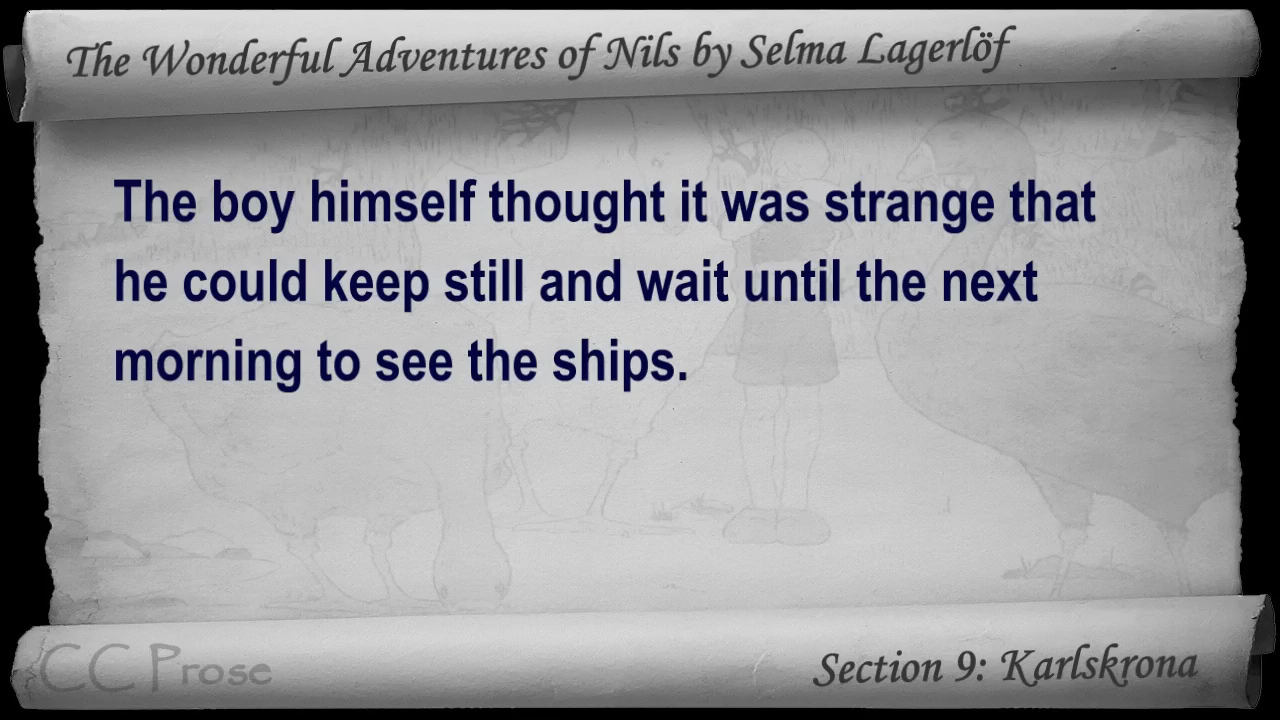 The Wonderful Adventures of Nils by Selma Lagerlöf
The boy himself thought it was strange that
he could keep still and wait until the next
morning to see the ships.
CC Prose
Section 9: Karlskrona